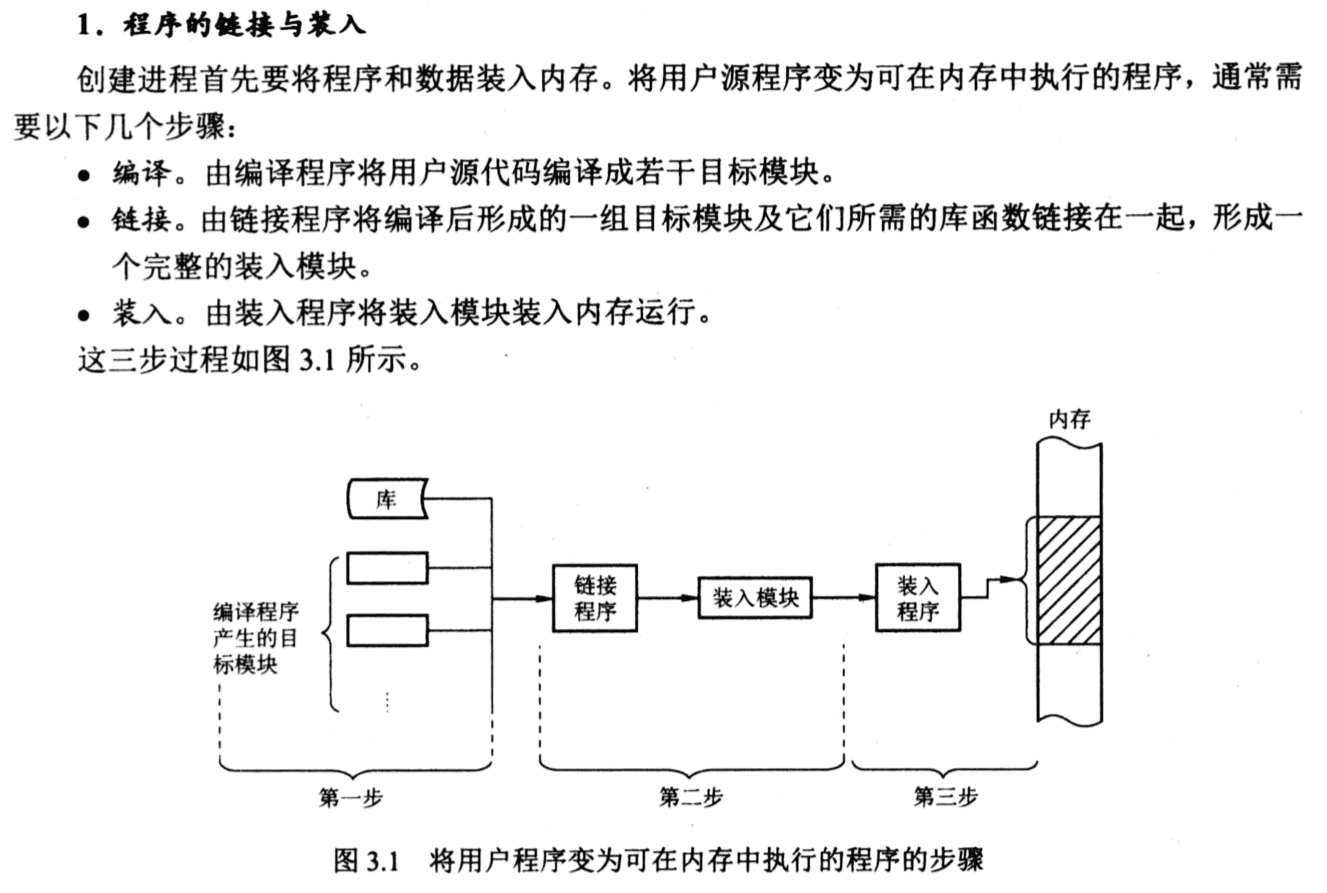 1. 程序的链接与装入
创建进程首先要将程序和数据装入内存。将用户源程序变为可在内存中执行的程序，通常需
要以下几个步骤：
• 编译。由编译程序将用户源代码编译成若干目标模块。
• 链接。由链接程序将编译后形成的一组目标模块及它们所需的库函数链接在一起，形成一
个完整的装入模块。
• 装入。由装入程序将装入模块装入内存运行。
这三步过程如图 3.1 所示。
内存
库
编译程序
产生的目
标模块
链接
程序
装入模块
装入
程序
第一步
第二步
第三步
图 3.1 将用户程序变为可在内存中执行的程序的步骤